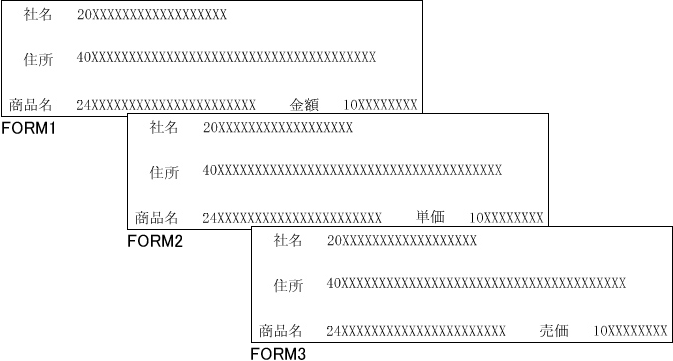 社名 20XXXXXXXXXXXXXXXXXX
住所 40XXXXXXXXXXXXXXXXXXXXXXXXXXXXXXXXXXXXXX
商品名 24XXXXXXXXXXXXXXXXXXXXXX 金額 10XXXXXXXX
FORM1
社名 20XXXXXXXXXXXXXXXXXX
住所 40XXXXXXXXXXXXXXXXXXXXXXXXXXXXXXXXXXXXXX
商品名 24XXXXXXXXXXXXXXXXXXXXXX 単価 10XXXXXXXX
FORM2
社名 20XXXXXXXXXXXXXXXXXX
住所 40XXXXXXXXXXXXXXXXXXXXXXXXXXXXXXXXXXXXXX
商品名 24XXXXXXXXXXXXXXXXXXXXXX 売価 10XXXXXXXX
FORM3